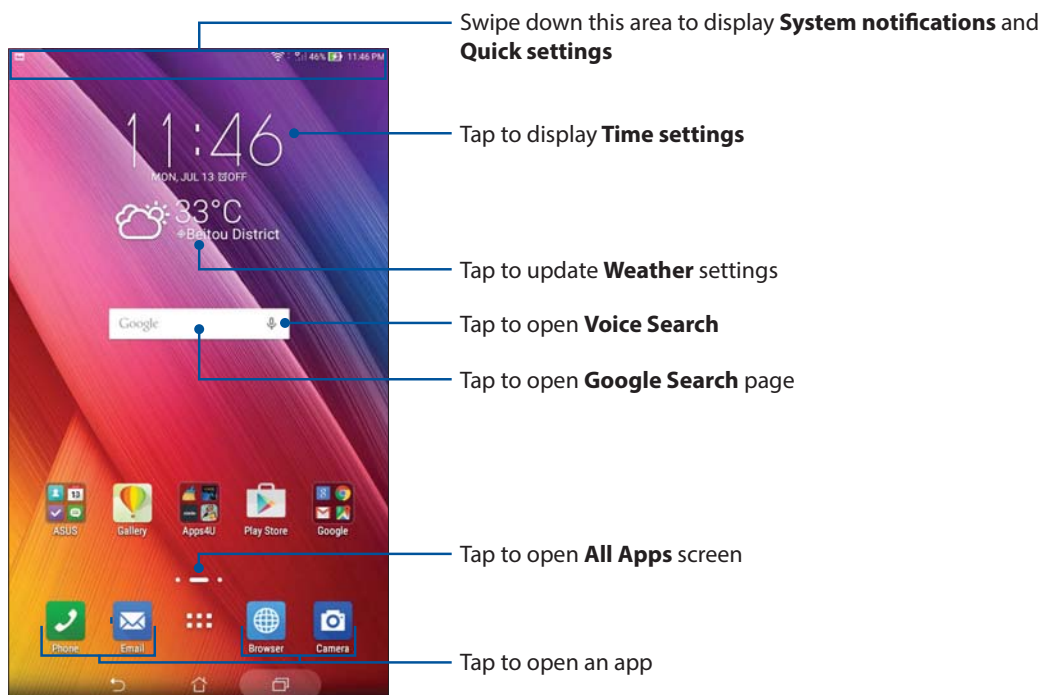 Swipe down this area to display System notifications and
Quick settings
46% 11:46 PM
11:46
Tap to display Time settings
MON, JUL 13 OFF
33°C
Beitou District
Tap to update Weather settings
Google
Tap to open Voice Search
Tap to open Google Search page
13
ASUS Gallery Apps4U Play Store Google
Tap to open All Apps screen
Phone Email Browser Camera
Tap to open an app